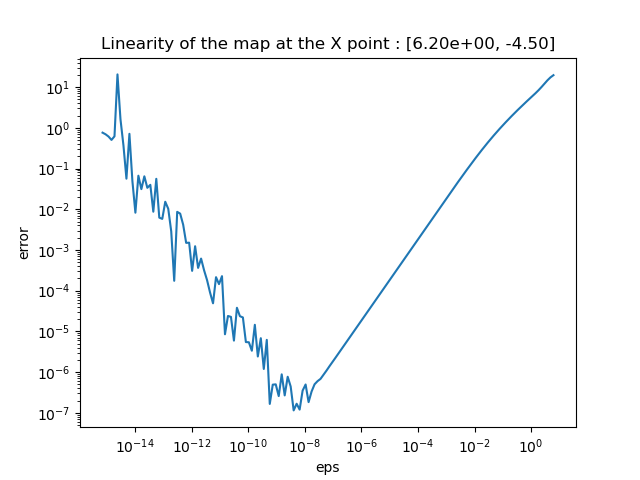 Linearity of the map at the X point : [6.20e+00, -4.50]
error
10¹
10⁰
10⁻¹
10⁻²
10⁻³
10⁻⁴
10⁻⁵
10⁻⁶
10⁻⁷
10⁻¹⁴ 10⁻¹² 10⁻¹⁰ 10⁻⁸ 10⁻⁶ 10⁻⁴ 10⁻² 10⁰
eps